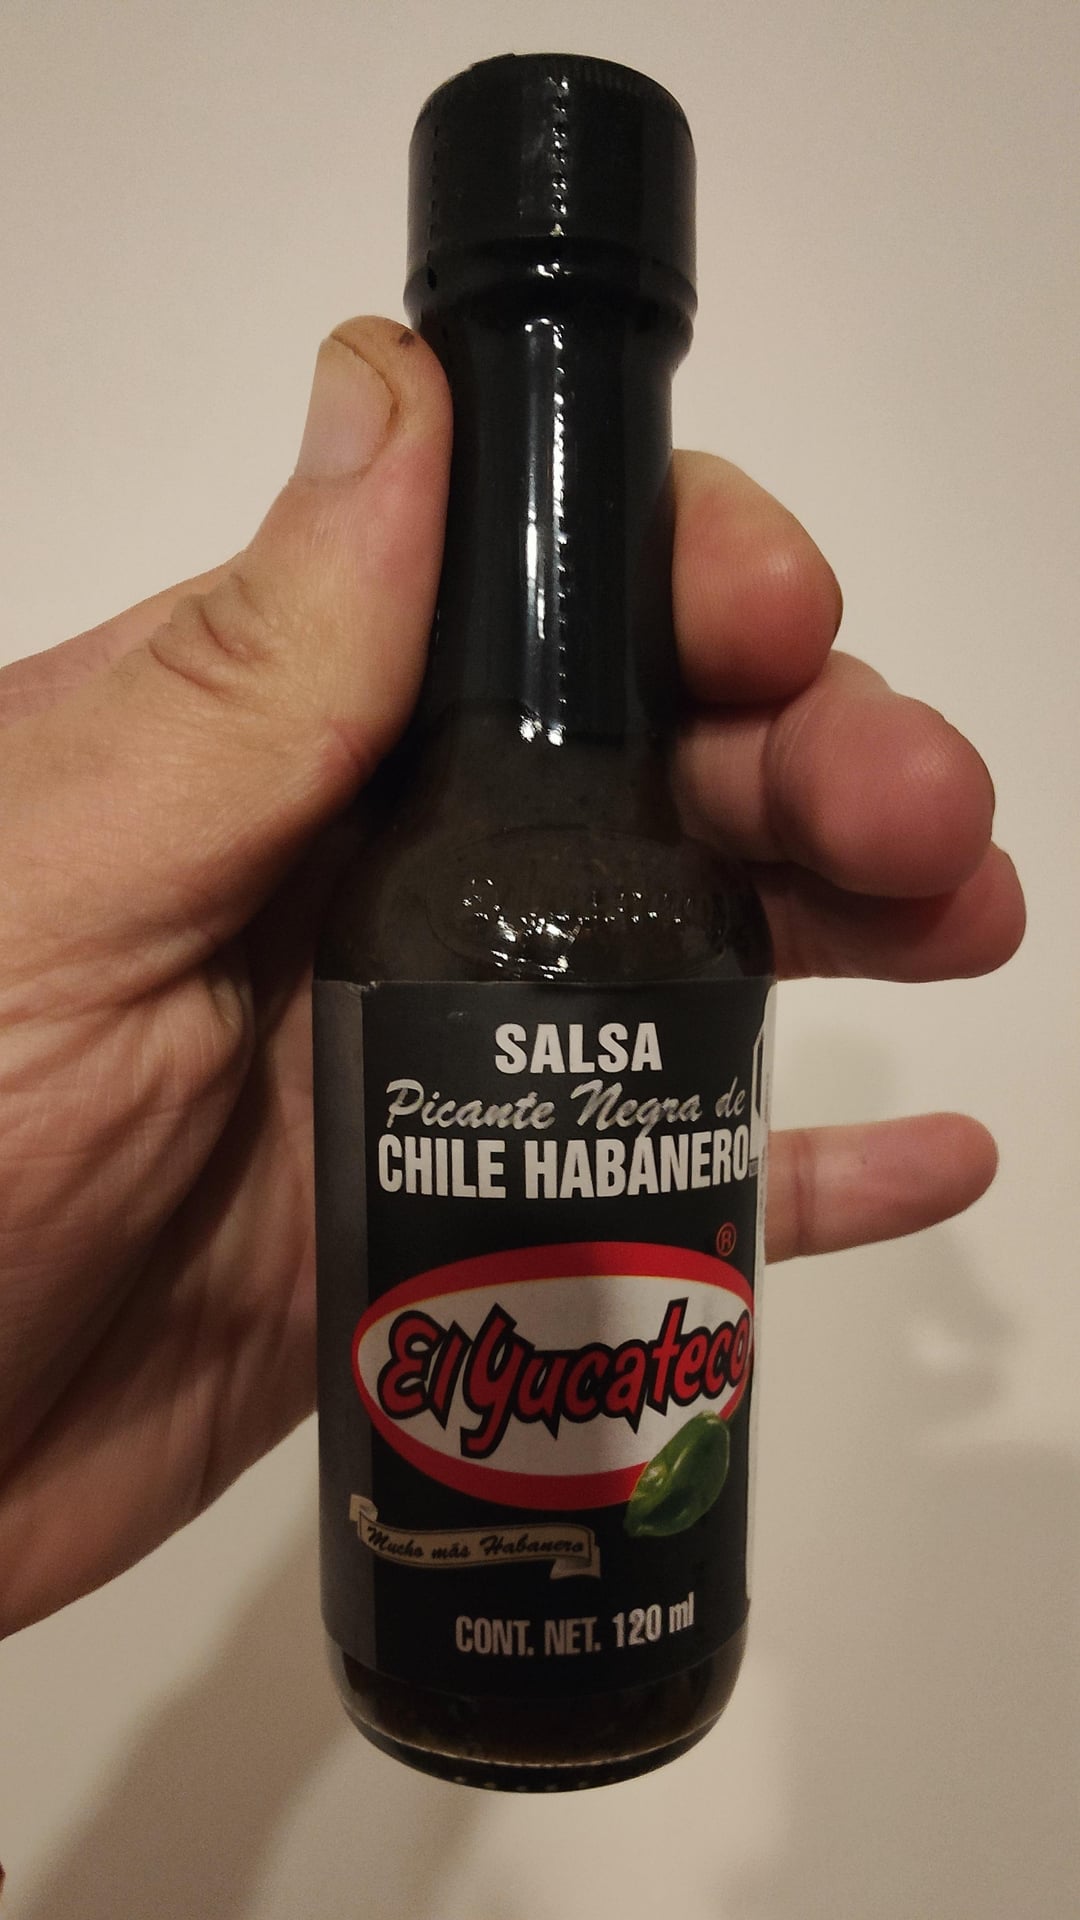 SALSA
Picante Negra de
CHILE HABANERO
®
El Yucateco
Mucho más Habanero
CONT. NET. 120 ml